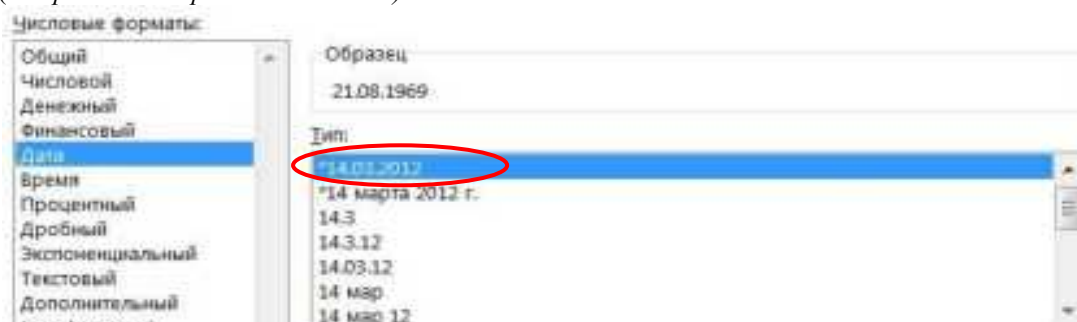 Числовые форматы:
Общий
Числовой
Денежный
Финансовый
Дата
Время
Процентный
Дробный
Экспоненциальный
Текстовый
Дополнительный
Образец
21.08.1969
Тип:
*14.03.2012
*14 марта 2012 г.
14.3
14.3.12
14.03.12
14 мар
14 мар 12